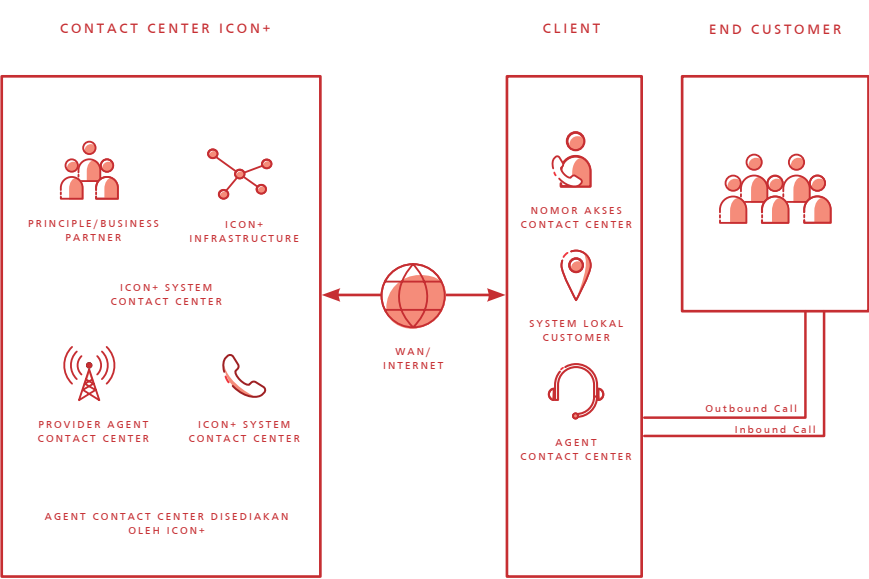 CONTACT CENTER ICON+
CLIENT
END CUSTOMER
PRINCIPLE/BUSINESS
PARTNER
ICON+
INFRASTRUCTURE
ICON+ SYSTEM
CONTACT CENTER
PROVIDER AGENT
CONTACT CENTER
ICON+ SYSTEM
CONTACT CENTER
AGENT CONTACT CENTER DISEDIAKAN
OLEH ICON+
WAN/
INTERNET
NOMOR AKSES
CONTACT CENTER
SYSTEM LOKAL
CUSTOMER
AGENT
CONTACT CENTER
Outbound Call
Inbound Call